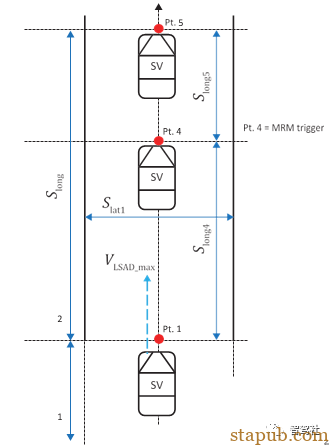 Pt. 5
SV
S_long5
Pt. 4
Pt. 4 = MRM trigger
SV
S_long
S_lat1
S_long4
V_LSAD_max
2
Pt. 1
SV
1
stapub.com